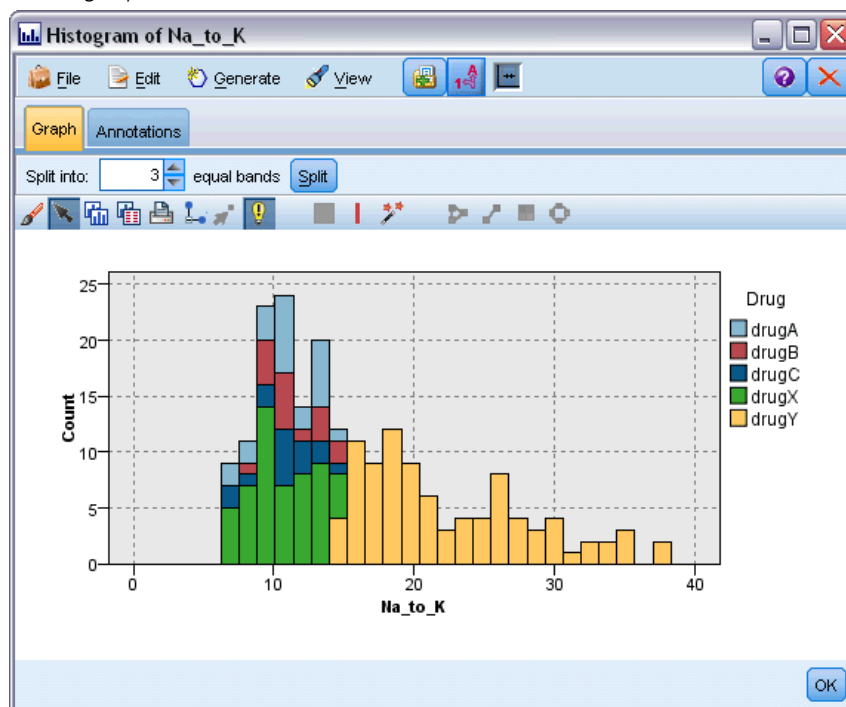 Histogram of Na_to_K
File Edit Generate View
Graph Annotations
Split into: 3 equal bands Split
25
20
15
10
5
0
Count
0 10 20 30 40
Na_to_K
Drug
drugA
drugB
drugC
drugX
drugY
OK